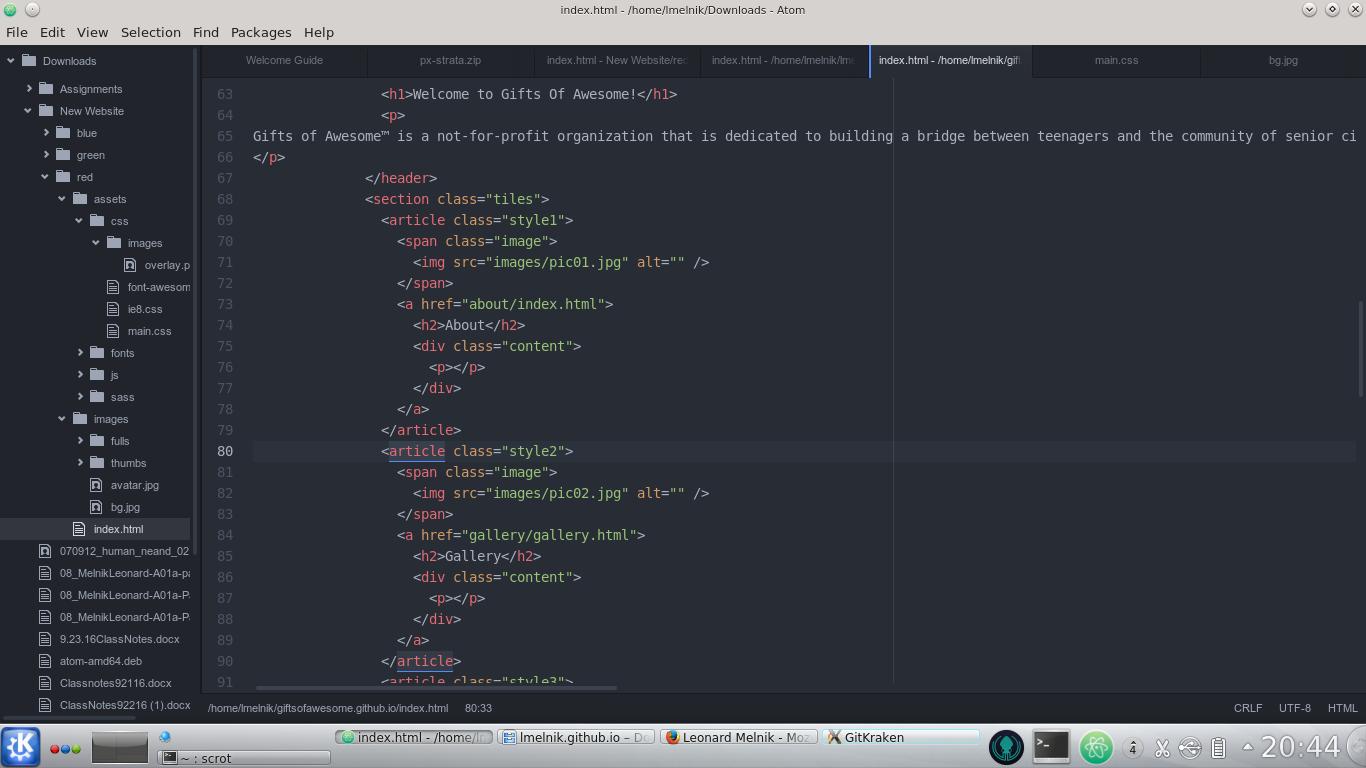 index.html - /home/lmelnik/Downloads - Atom
File Edit View Selection Find Packages Help
Downloads
Assignments
New Website
blue
green
red
assets
css
images
overlay.p
font-awesom
ie8.css
main.css
fonts
js
sass
images
fulls
thumbs
avatar.jpg
bg.jpg
index.html
070912_human_neand_02
08_MelnikLeonard-A01a-pa
08_MelnikLeonard-A01a-P
08_MelnikLeonard-A01a-P
9.23.16ClassNotes.docx
atom-amd64.deb
Classnotes92116.docx
ClassNotes92216 (1).docx
Welcome Guide px-strata.zip index.html - New Website/red index.html - /home/lmelnik/lme index.html - /home/lmelnik/gift main.css bg.jpg
63 <h1>Welcome to Gifts Of Awesome!</h1>
64 <p>
65 Gifts of Awesome™ is a not-for-profit organization that is dedicated to building a bridge between teenagers and the community of senior ci
66 </p>
67 </header>
68 <section class="tiles">
69 <article class="style1">
70 <span class="image">
71 <img src="images/pic01.jpg" alt="" />
72 </span>
73 <a href="about/index.html">
74 <h2>About</h2>
75 <div class="content">
76 <p></p>
77 </div>
78 </a>
79 </article>
80 <article class="style2">
81 <span class="image">
82 <img src="images/pic02.jpg" alt="" />
83 </span>
84 <a href="gallery/gallery.html">
85 <h2>Gallery</h2>
86 <div class="content">
87 <p></p>
88 </div>
89 </a>
90 </article>
91 <article class="style3">
/home/lmelnik/giftsofawesome.github.io/index.html 80:33 CRLF UTF-8 HTML
index.html - /home/l lmelnik.github.io – Do Leonard Melnik - Moz GitKraken 4 20:44
~ : scrot